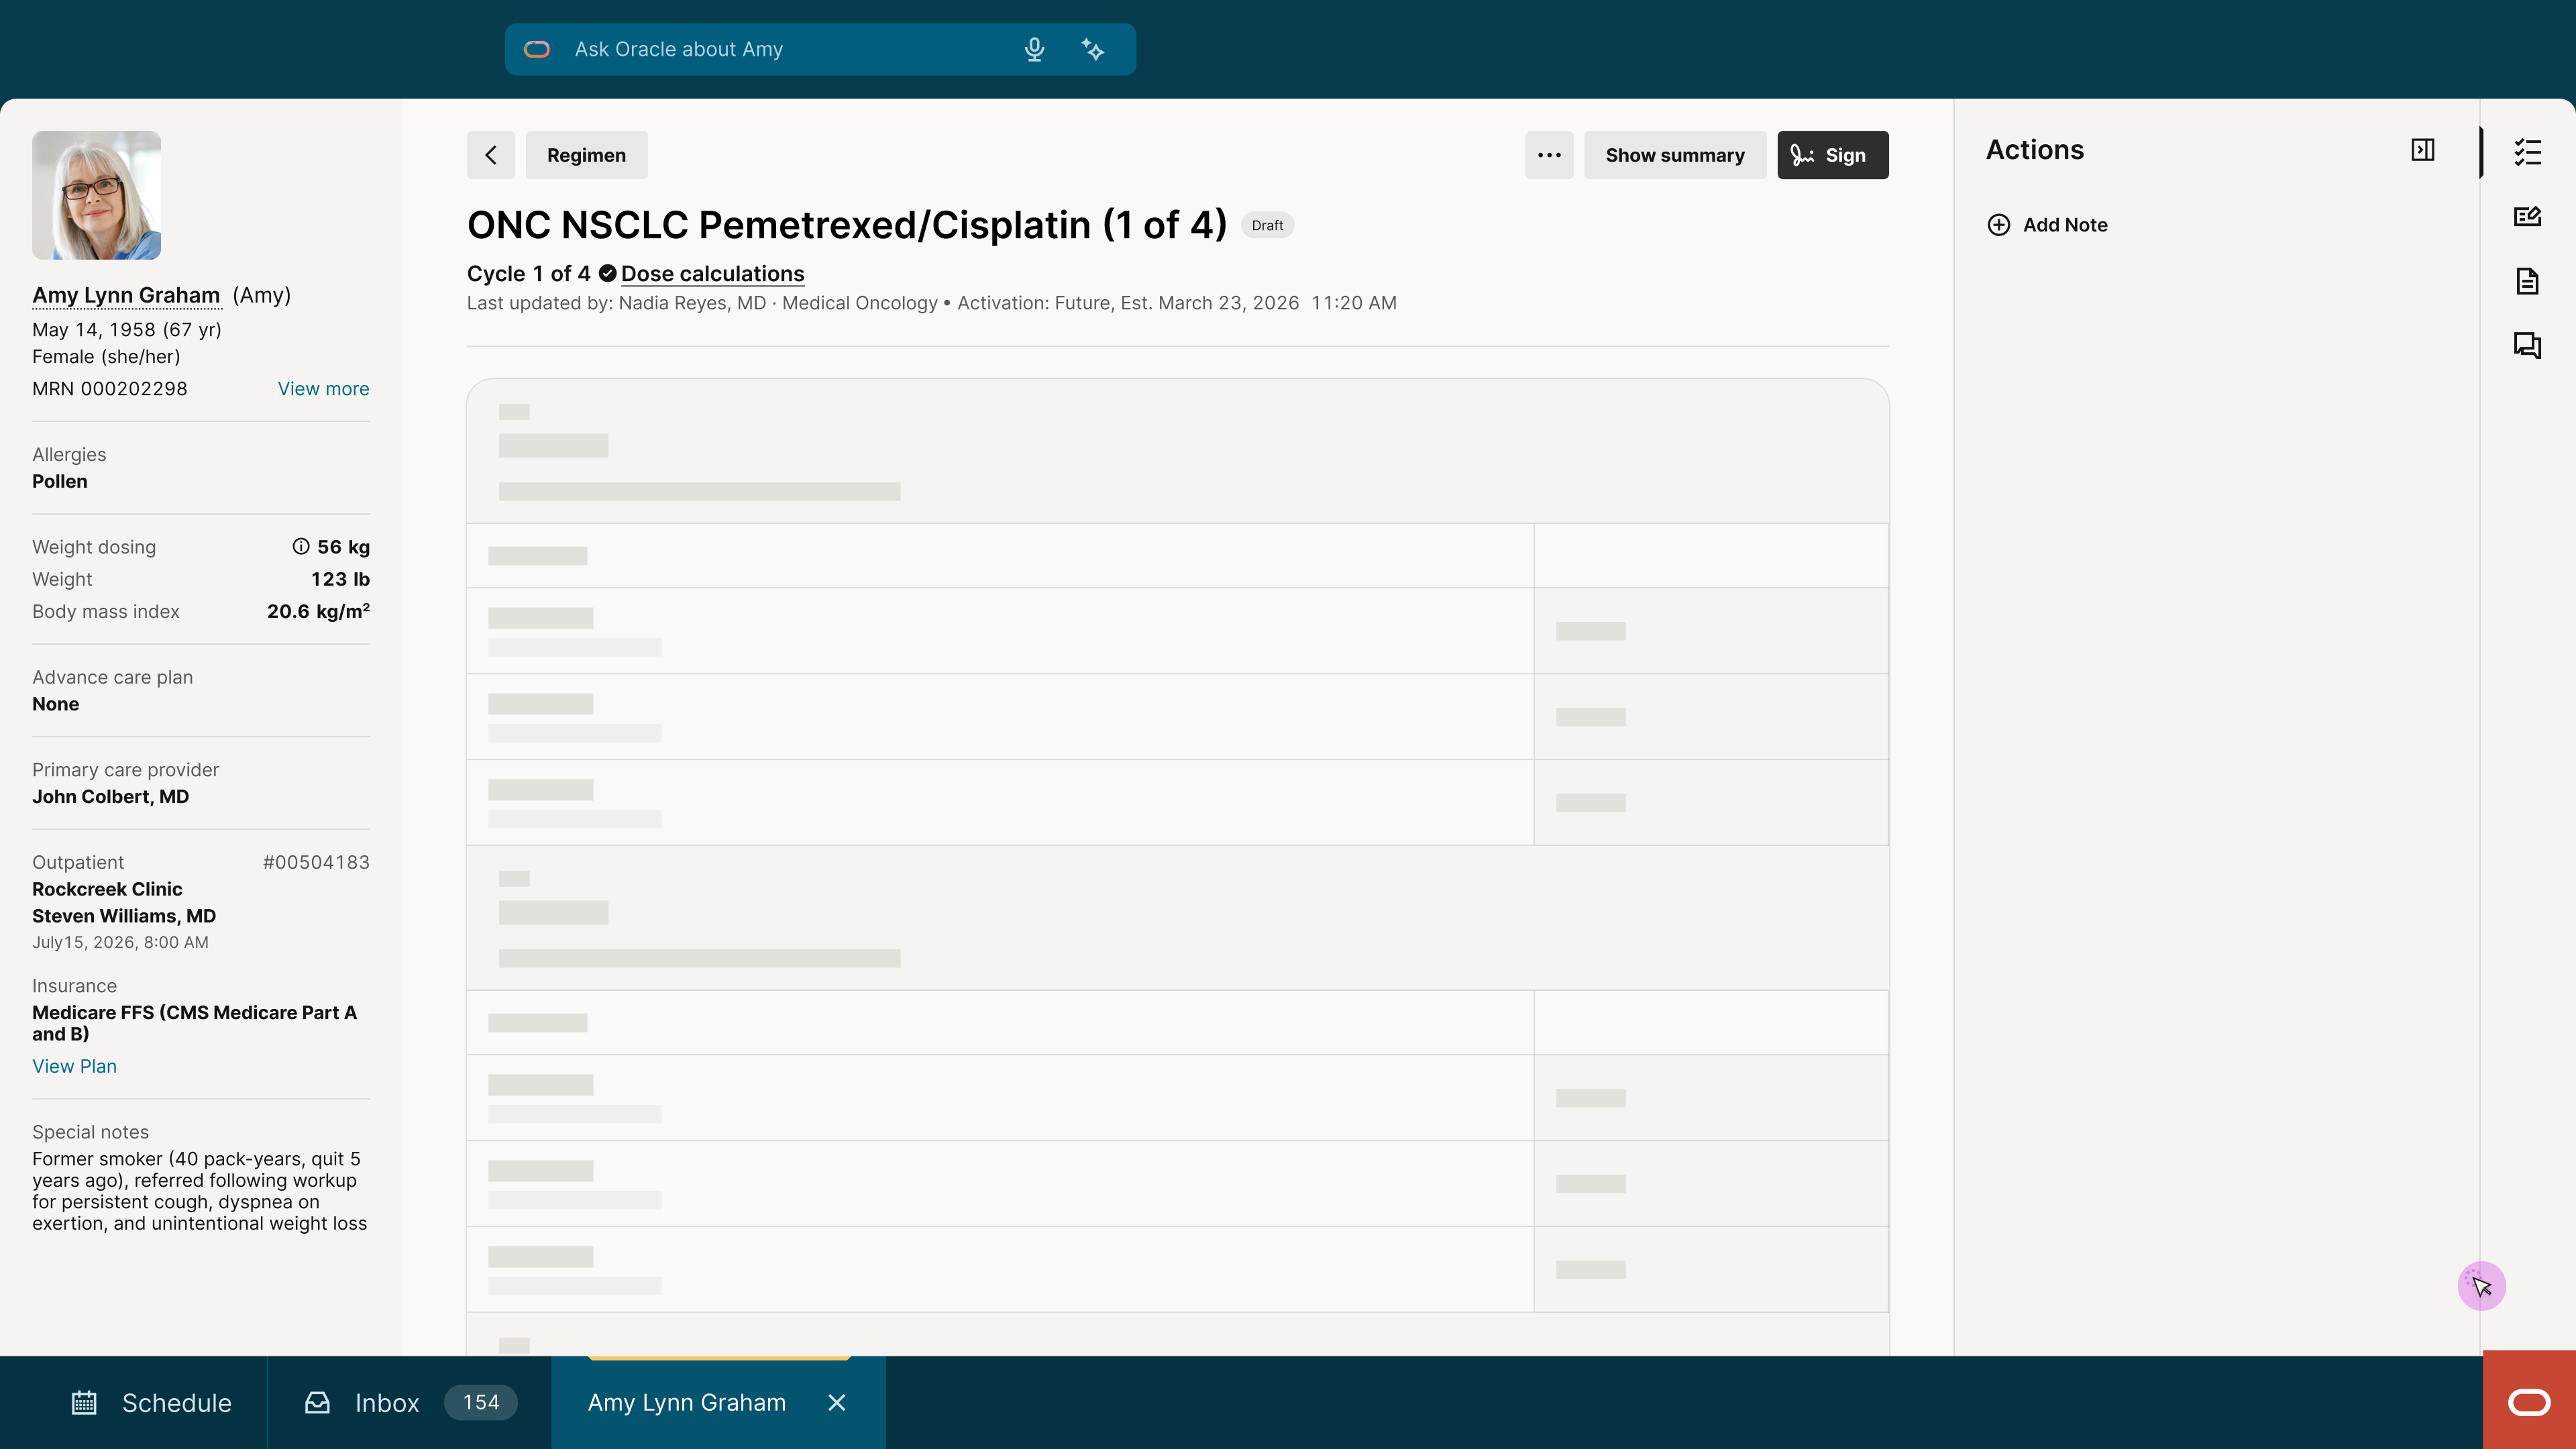 Ask Oracle about Amy
Amy Lynn Graham (Amy)
May 14, 1958 (67 yr)
Female (she/her)
MRN 000202298 View more
Allergies
Pollen
Weight dosing 56 kg
Weight 123 lb
Body mass index 20.6 kg/m²
Advance care plan
None
Primary care provider
John Colbert, MD
Outpatient #00504183
Rockcreek Clinic
Steven Williams, MD
July15, 2026, 8:00 AM
Insurance
Medicare FFS (CMS Medicare Part A
and B)
View Plan
Special notes
Former smoker (40 pack-years, quit 5
years ago), referred following workup
for persistent cough, dyspnea on
exertion, and unintentional weight loss
Regimen
Show summary
Sign
ONC NSCLC Pemetrexed/Cisplatin (1 of 4) Draft
Cycle 1 of 4 Dose calculations
Last updated by: Nadia Reyes, MD · Medical Oncology • Activation: Future, Est. March 23, 2026 11:20 AM
Actions
Add Note
Schedule
Inbox 154
Amy Lynn Graham